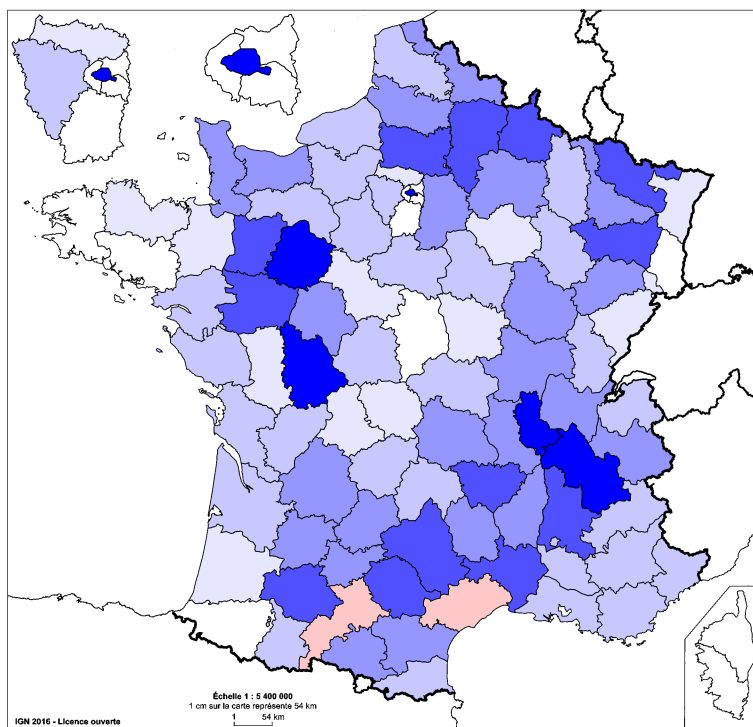 Échelle 1 : 5 400 000
1 cm sur la carte représente 54 km
1 54 km
IGN 2016 - Licence ouverte